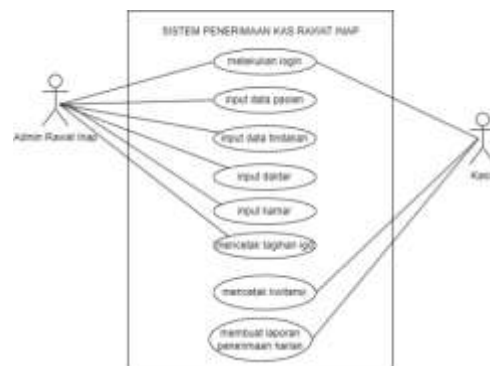 SISTEM PENERIMAAN KAS RAWAT INAP
melakukan login
input data pasien
Admin Rawat Inap
input data tindakan
input dokter
input kamar
mencetak tagihan
mencetak kwitansi
membuat laporan
penerimaan harian